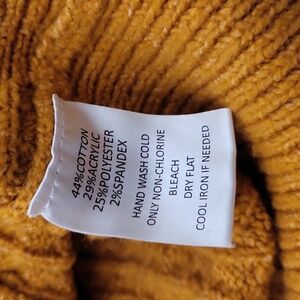 44%COTTON
29%ACRYLIC
25%POLYESTER
2%SPANDEX
HAND WASH COLD
ONLY NON-CHLORINE
BLEACH
DRY FLAT
COOL IRON IF NEEDED